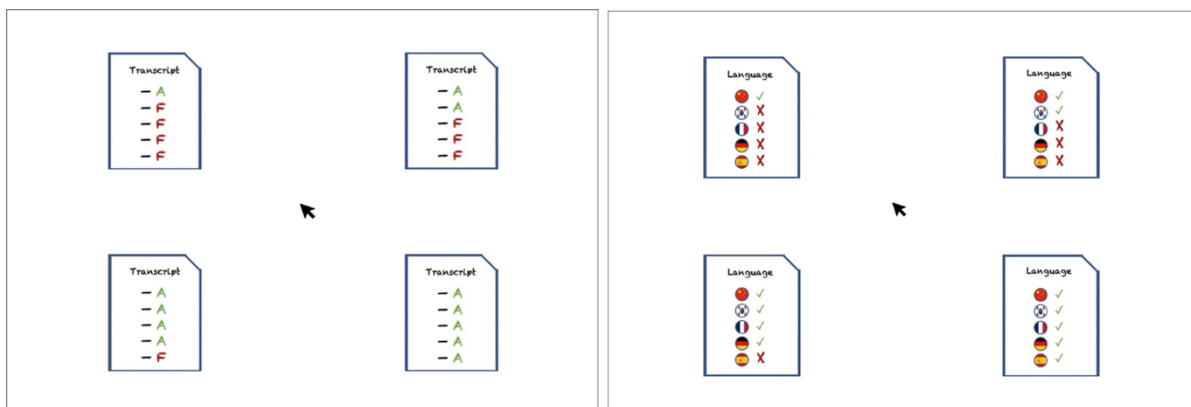 Transcript
- A
- F
- F
- F
- F
Transcript
- A
- A
- F
- F
- F
Language
Language
Transcript
- A
- A
- A
- A
- F
Transcript
- A
- A
- A
- A
- A
Language
Language